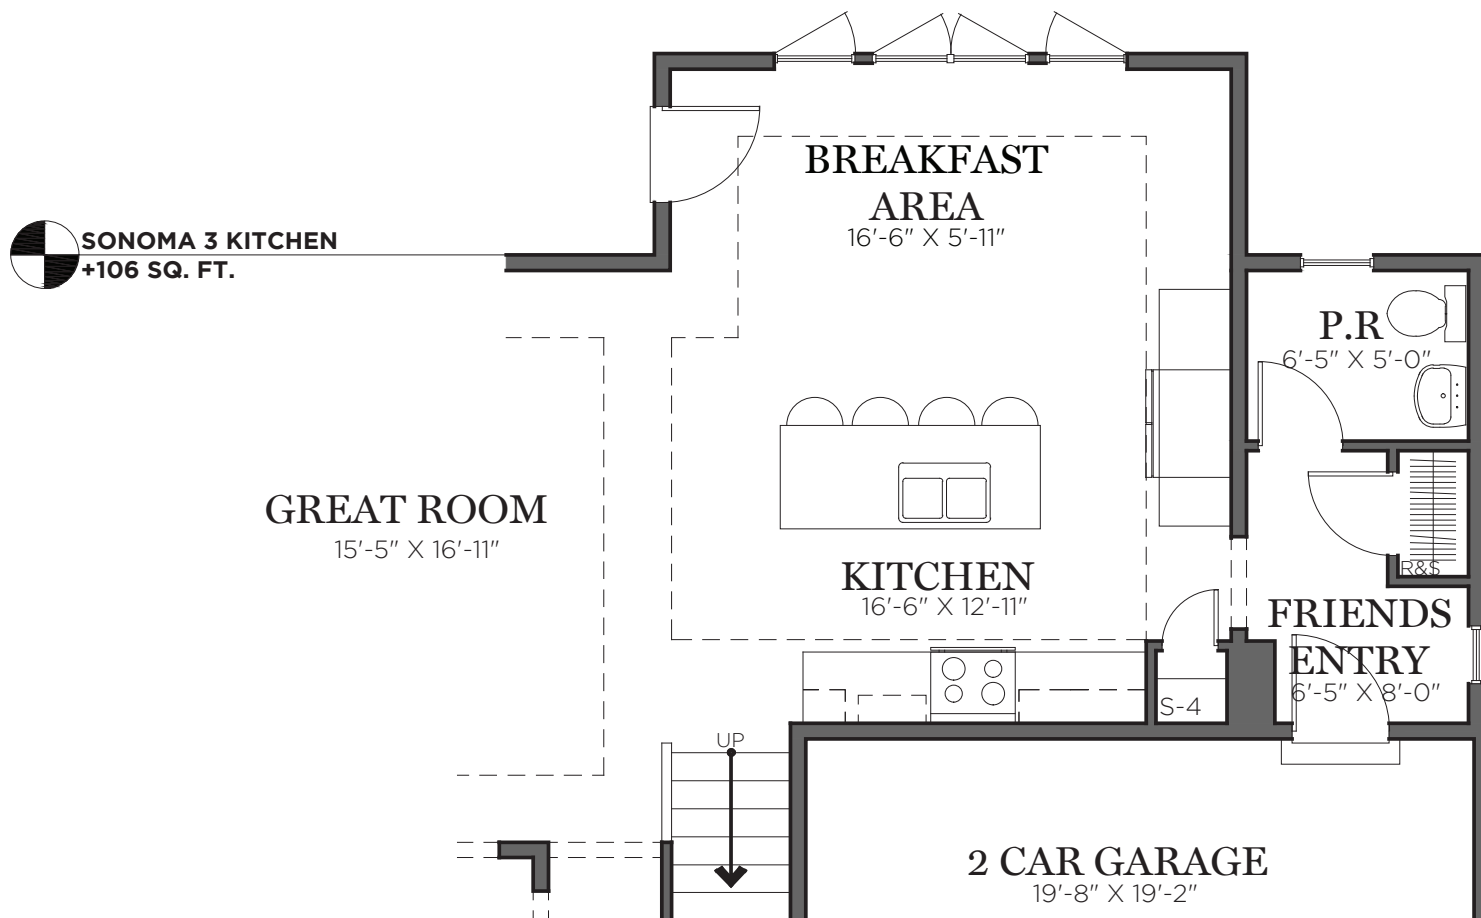 BREAKFAST
AREA
16'-6" X 5'-11"
SONOMA 3 KITCHEN
+106 SQ. FT.
P.R
6'-5" X 5'-0"
GREAT ROOM
15'-5" X 16'-11"
KITCHEN
16'-6" X 12'-11"
R&S
FRIENDS
ENTRY
6'-5" X 8'-0"
S-4
UP
2 CAR GARAGE
19'-8" X 19'-2"